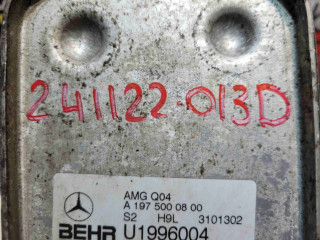 241122-013D
AMG Q04
A 197 500 08 00
S2 H9L 3101302
BEHR U1996004